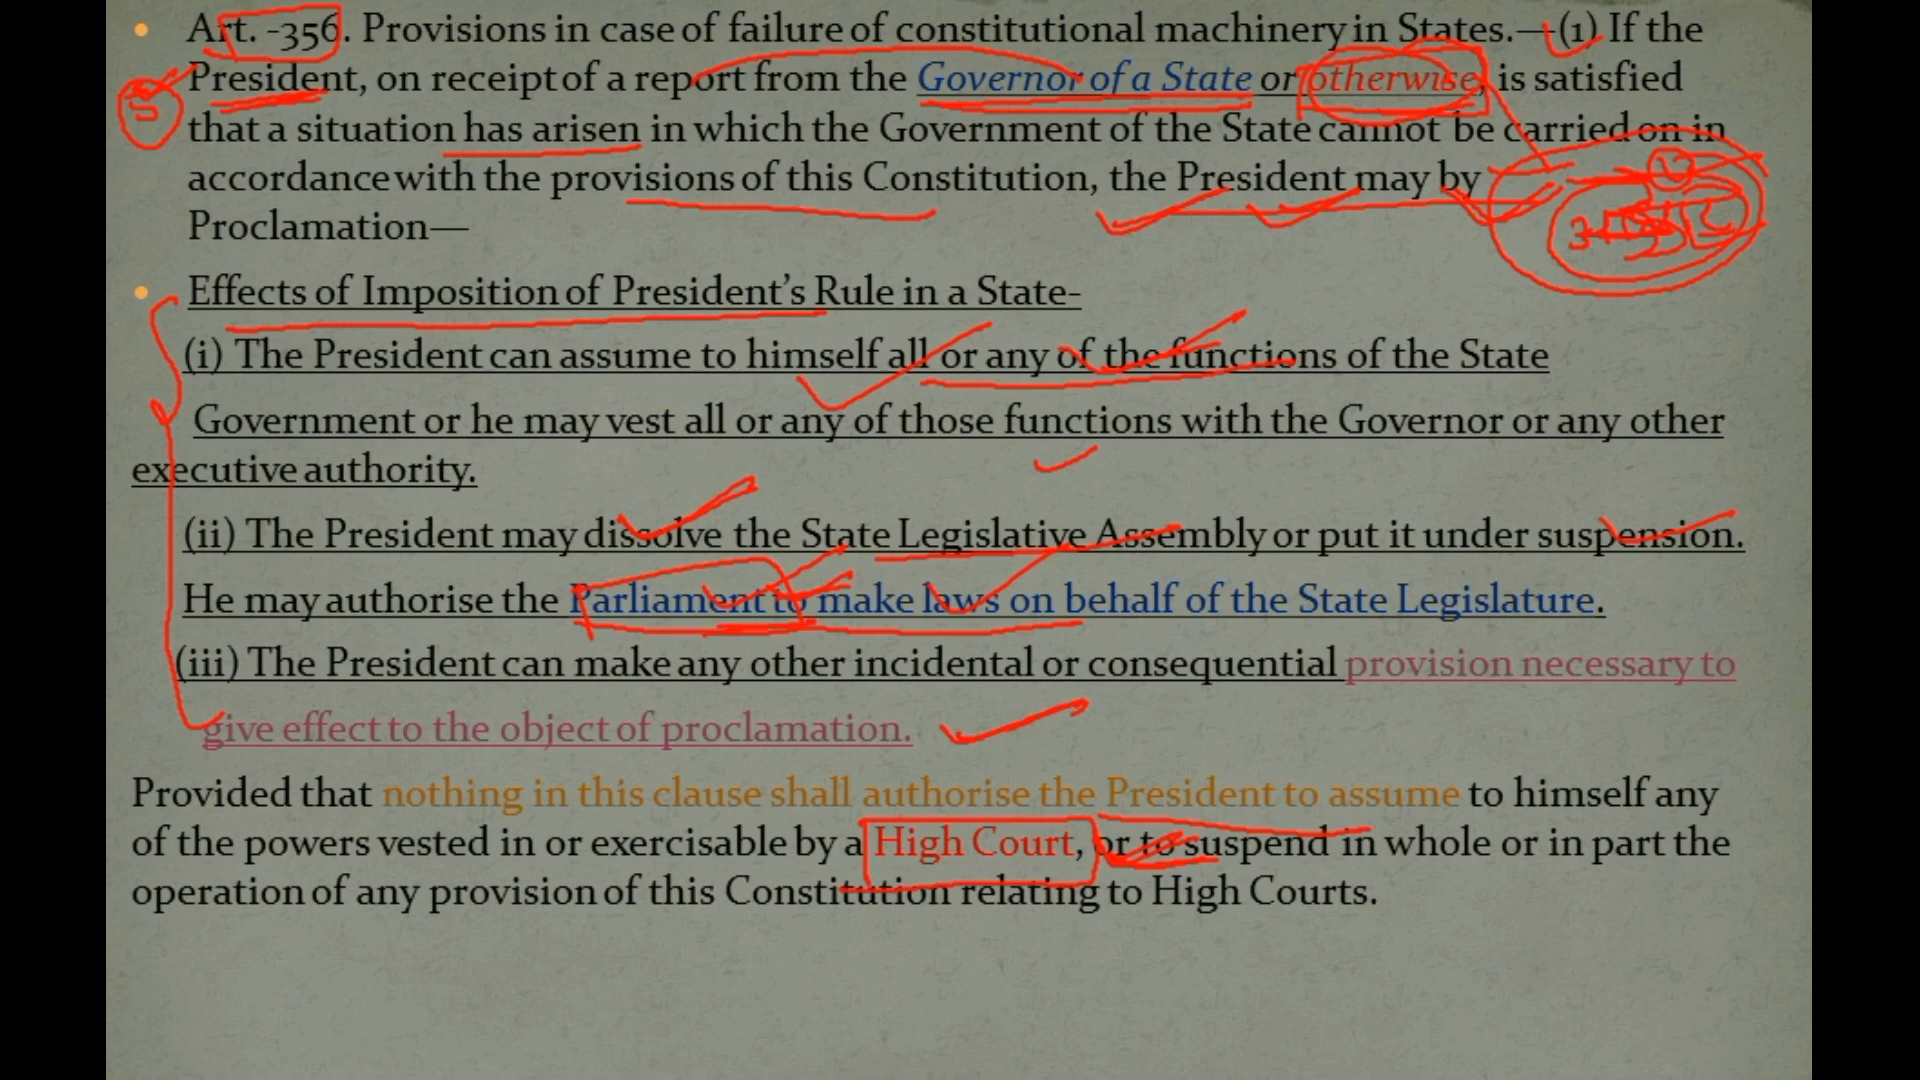 Art. -356. Provisions in case of failure of constitutional machinery in States.—(1) If the
President, on receipt of a report from the Governor of a State or otherwise, is satisfied
that a situation has arisen in which the Government of the State cannot be carried on in
accordance with the provisions of this Constitution, the President may by
Proclamation—
Effects of Imposition of President's Rule in a State-
(i) The President can assume to himself all or any of the functions of the State
Government or he may vest all or any of those functions with the Governor or any other
executive authority.
(ii) The President may dissolve the State Legislative Assembly or put it under suspension.
He may authorise the Parliament to make laws on behalf of the State Legislature.
(iii) The President can make any other incidental or consequential provision necessary to
give effect to the object of proclamation.
Provided that nothing in this clause shall authorise the President to assume to himself any
of the powers vested in or exercisable by a High Court, or to suspend in whole or in part the
operation of any provision of this Constitution relating to High Courts.